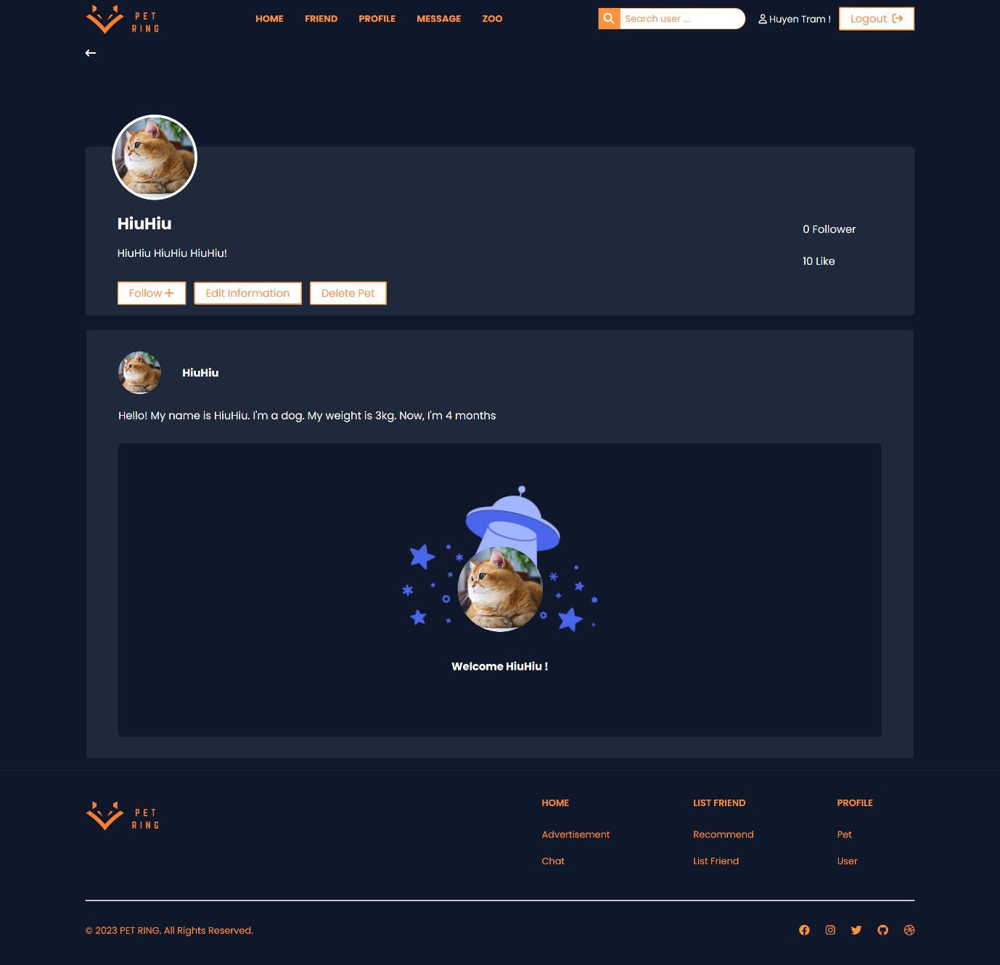 PET
RING
HOME
FRIEND
PROFILE
MESSAGE
ZOO
Search user ....
Huyen Tram !
Logout
HiuHiu
HiuHiu HiuHiu HiuHiu!
0 Follower
10 Like
Follow +
Edit Information
Delete Pet
HiuHiu
Hello! My name is HiuHiu. I'm a dog. My weight is 3kg. Now, I'm 4 months
Welcome HiuHiu !
PET
RING
HOME
Advertisement
Chat
LIST FRIEND
Recommend
List Friend
PROFILE
Pet
User
© 2023 PET RING. All Rights Reserved.